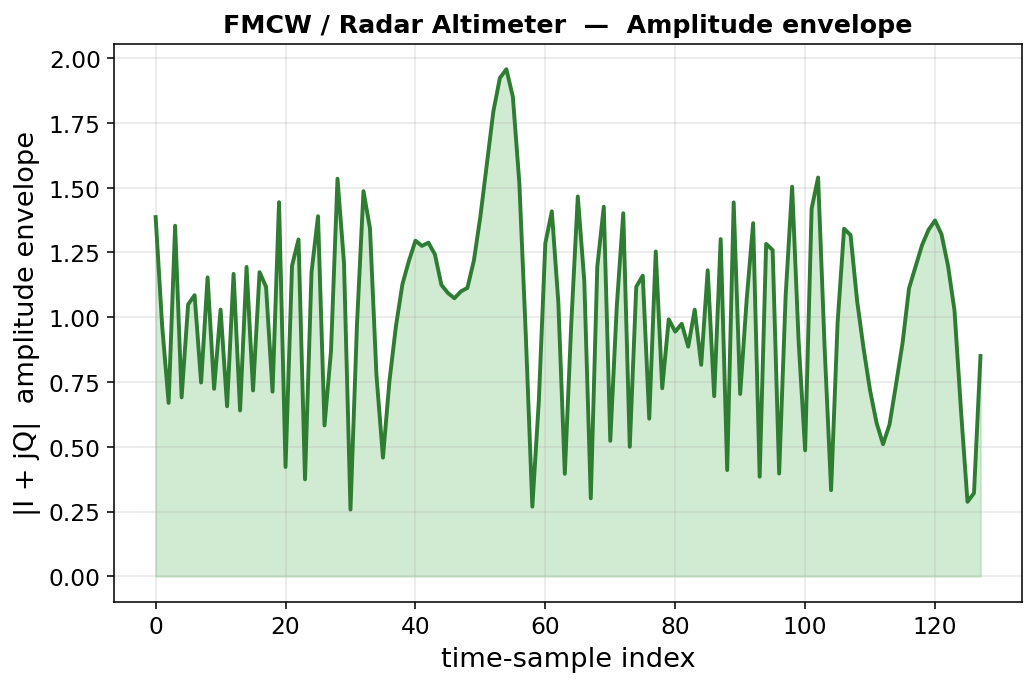 FMCW / Radar Altimeter — Amplitude envelope
|I + jQ| amplitude envelope
2.00
1.75
1.50
1.25
1.00
0.75
0.50
0.25
0.00
0 20 40 60 80 100 120
time-sample index